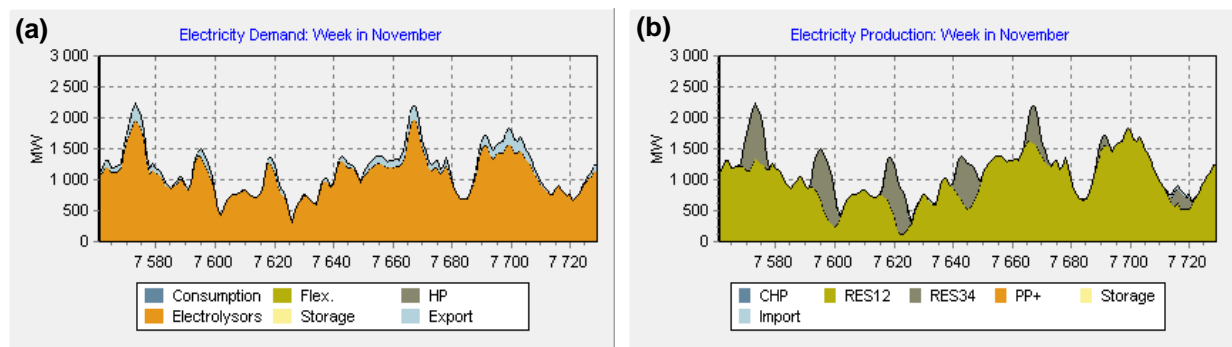 (a)
Electricity Demand: Week in November
3 000
2 500
2 000
1 500
1 000
500
0
MW
7 580 7 600 7 620 7 640 7 660 7 680 7 700 7 720
Consumption Flex. HP
Electrolysors Storage Export
(b)
Electricity Production: Week in November
3 000
2 500
2 000
1 500
1 000
500
0
MW
7 580 7 600 7 620 7 640 7 660 7 680 7 700 7 720
CHP RES12 RES34 PP+ Storage
Import